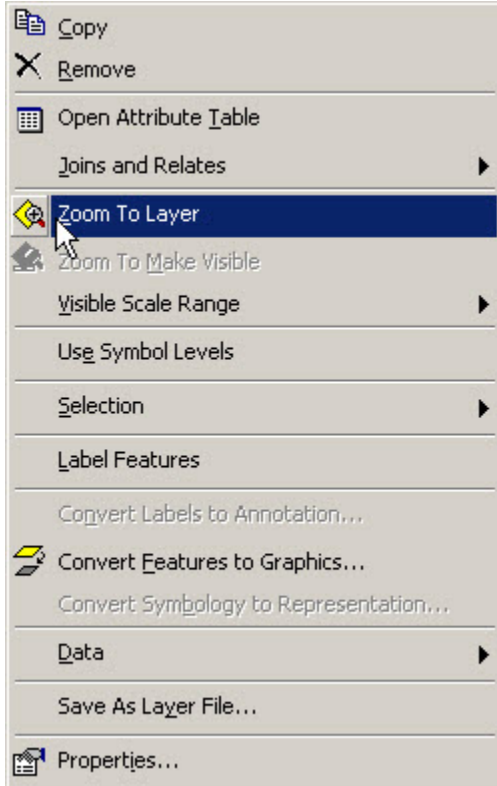 Copy
Remove
Open Attribute Table
Joins and Relates
Zoom To Layer
Zoom To Make Visible
Visible Scale Range
Use Symbol Levels
Selection
Label Features
Convert Labels to Annotation...
Convert Features to Graphics...
Convert Symbology to Representation...
Data
Save As Layer File...
Properties...